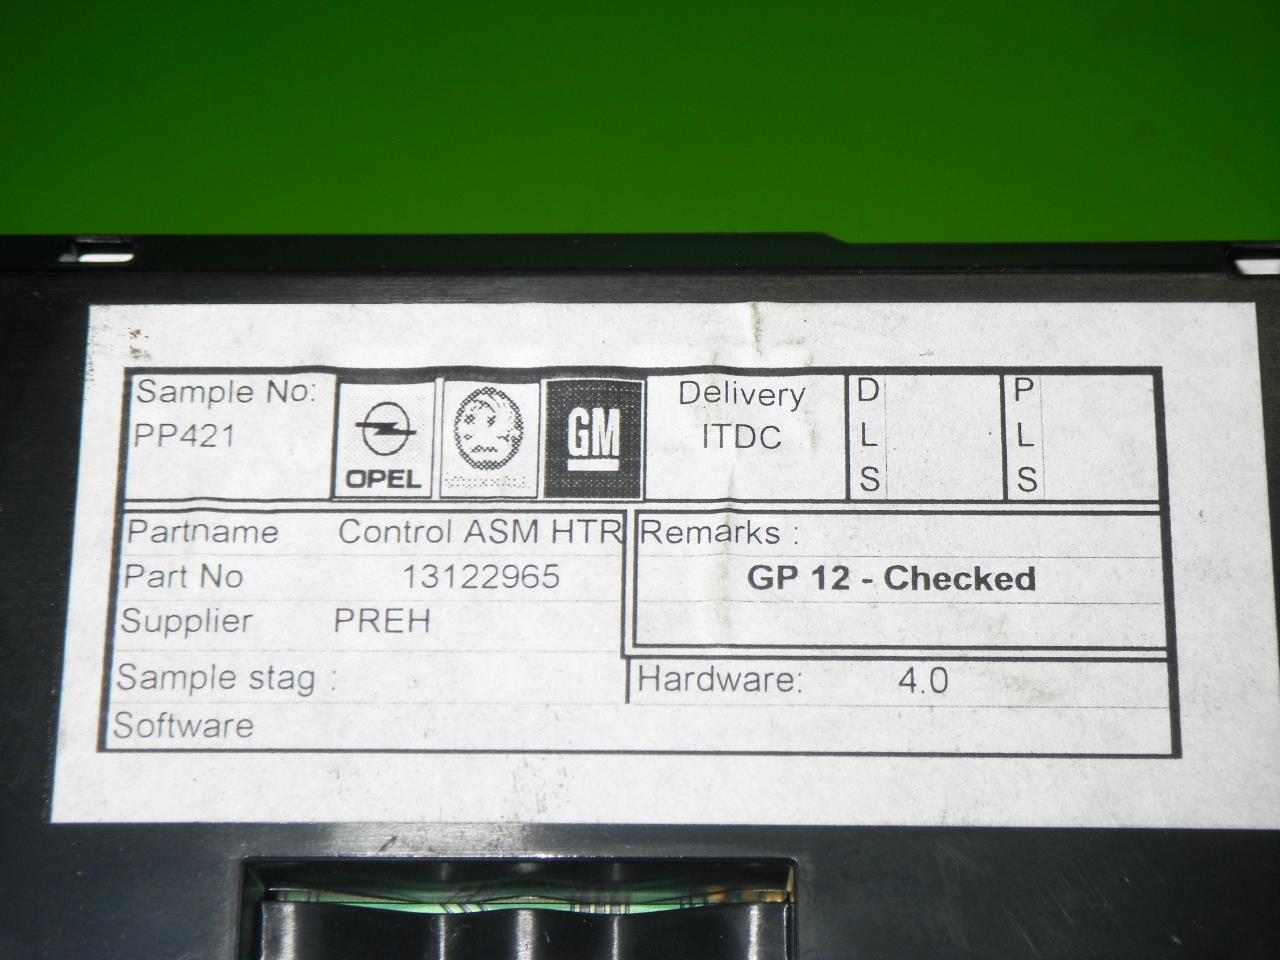 Sample No:
PP421
OPEL
GM
Delivery
ITDC
D
L
S
P
L
S
Partname Control ASM HTR
Part No 13122965
Supplier PREH
Sample stag :
Software
Remarks :
GP 12 - Checked
Hardware: 4.0